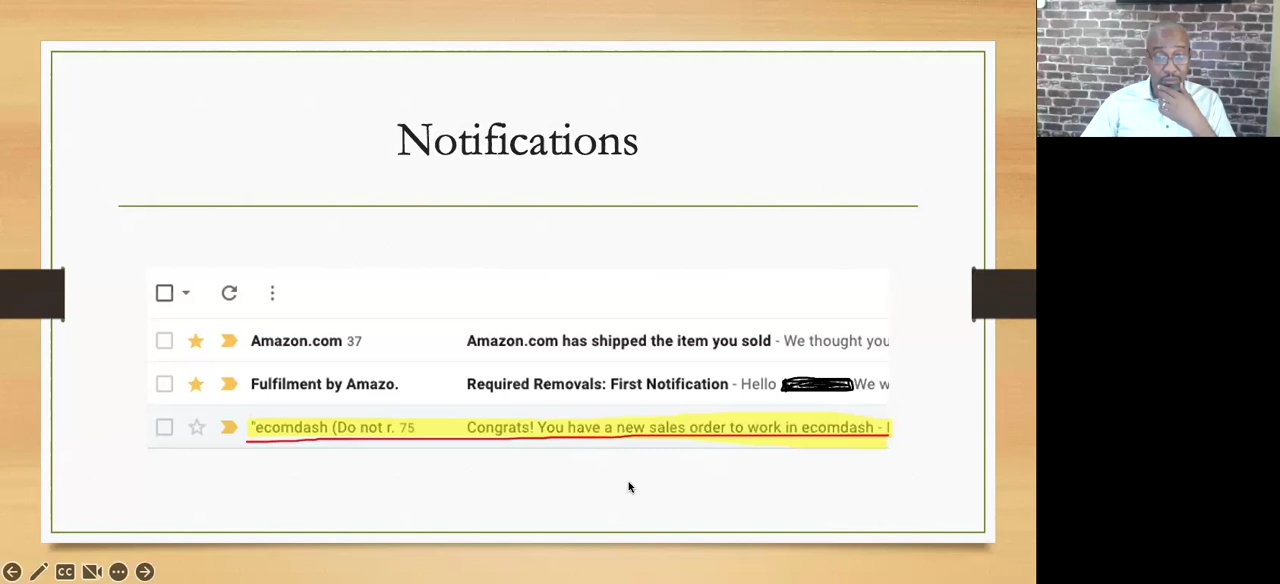 Notifications
Amazon.com 37 Amazon.com has shipped the item you sold - We thought you
Fulfilment by Amazo. Required Removals: First Notification - Hello We w
"ecomdash (Do not r. 75 Congrats! You have a new sales order to work in ecomdash -
CC